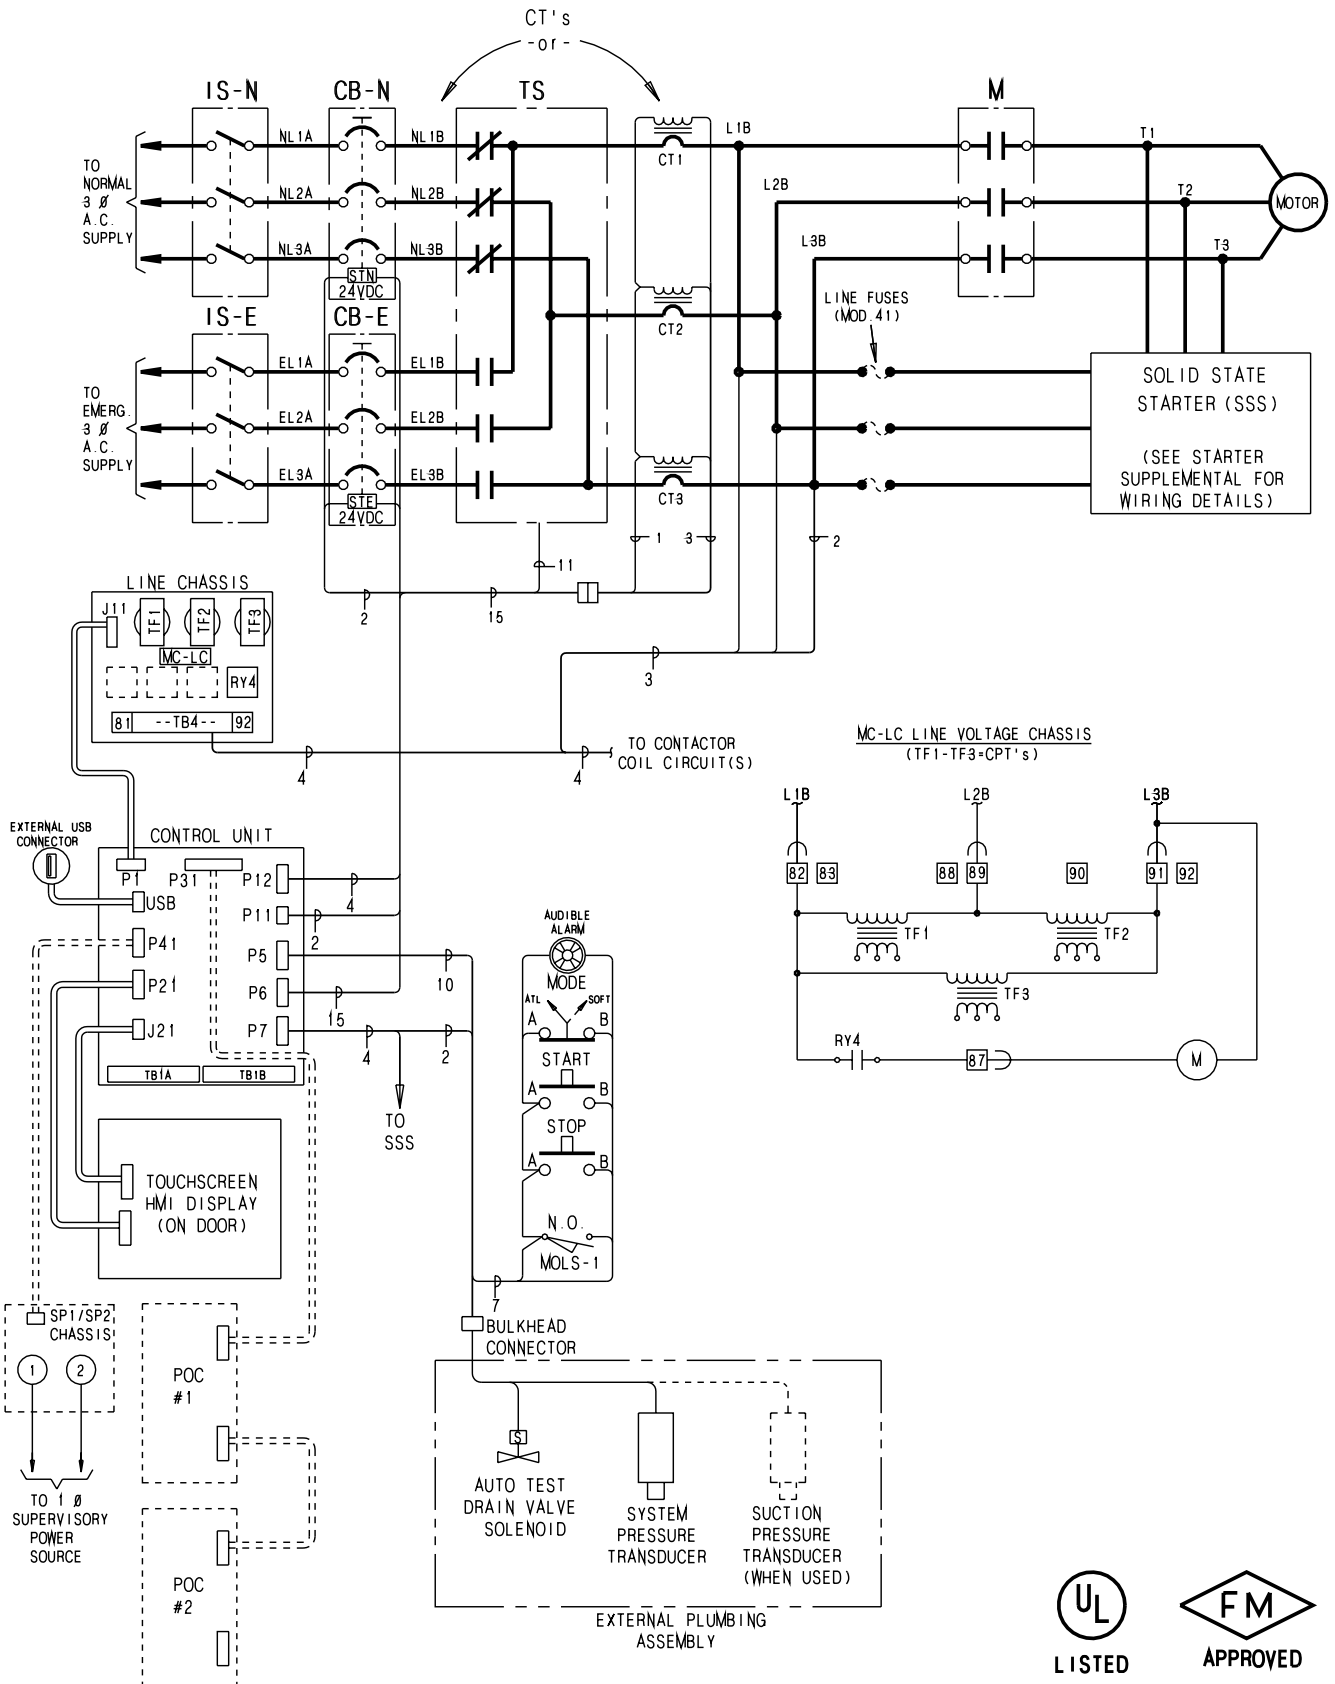 CT's
-or-
IS-N
CB-N
TS
M
NL1A
NL1B
L1B
T1
CT1
TO
NORMAL
3 Ø
A.C.
SUPPLY
NL2A
NL2B
L2B
T2
MOTOR
NL3A
NL3B
L3B
T3
STN
24VDC
LINE FUSES
(MOD.41)
IS-E
CB-E
CT2
EL1A
EL1B
TO
EMERG.
3 Ø
A.C.
SUPPLY
EL2A
EL2B
EL3A
EL3B
CT3
STE
24VDC
SOLID STATE
STARTER (SSS)
(SEE STARTER
SUPPLEMENTAL FOR
WIRING DETAILS)
1
3
2
11
2
15
3
LINE CHASSIS
J11
TF1
TF2
TF3
MC-LC
RY4
81
--TB4--
92
4
4
TO CONTACTOR
COIL CIRCUIT(S)
MC-LC LINE VOLTAGE CHASSIS
(TF1-TF3=CPT's)
L1B
L2B
L3B
82
83
88
89
90
91
92
TF1
TF2
TF3
RY4
87
M
EXTERNAL USB
CONNECTOR
CONTROL UNIT
P1
P31
P12
4
USB
P11
2
P41
P5
10
P21
P6
15
J21
P7
4
2
TB1A
TB1B
TO
SSS
AUDIBLE
ALARM
MODE
ATL
SOFT
A
B
START
A
B
STOP
A
B
N.O.
MOLS-1
7
TOUCHSCREEN
HMI DISPLAY
(ON DOOR)
SP1/SP2
CHASSIS
1
2
TO 1 Ø
SUPERVISORY
POWER
SOURCE
POC
#1
POC
#2
BULKHEAD
CONNECTOR
S
AUTO TEST
DRAIN VALVE
SOLENOID
SYSTEM
PRESSURE
TRANSDUCER
SUCTION
PRESSURE
TRANSDUCER
(WHEN USED)
EXTERNAL PLUMBING
ASSEMBLY
UL
LISTED
FM
APPROVED